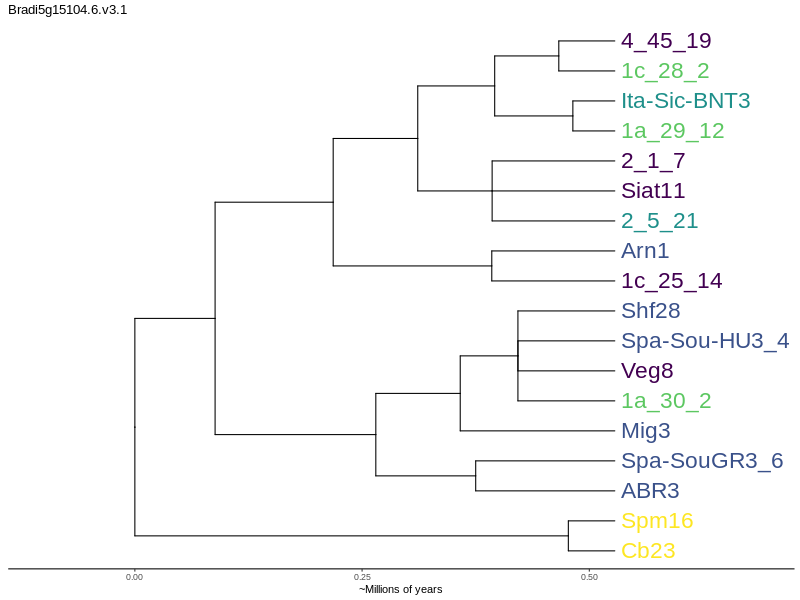 Bradi5g15104.6.v3.1
4_45_19
1c_28_2
Ita-Sic-BNT3
1a_29_12
2_1_7
Siat11
2_5_21
Arn1
1c_25_14
Shf28
Spa-Sou-HU3_4
Veg8
1a_30_2
Mig3
Spa-SouGR3_6
ABR3
Spm16
Cb23
0.00 0.25 0.50
~Millions of years